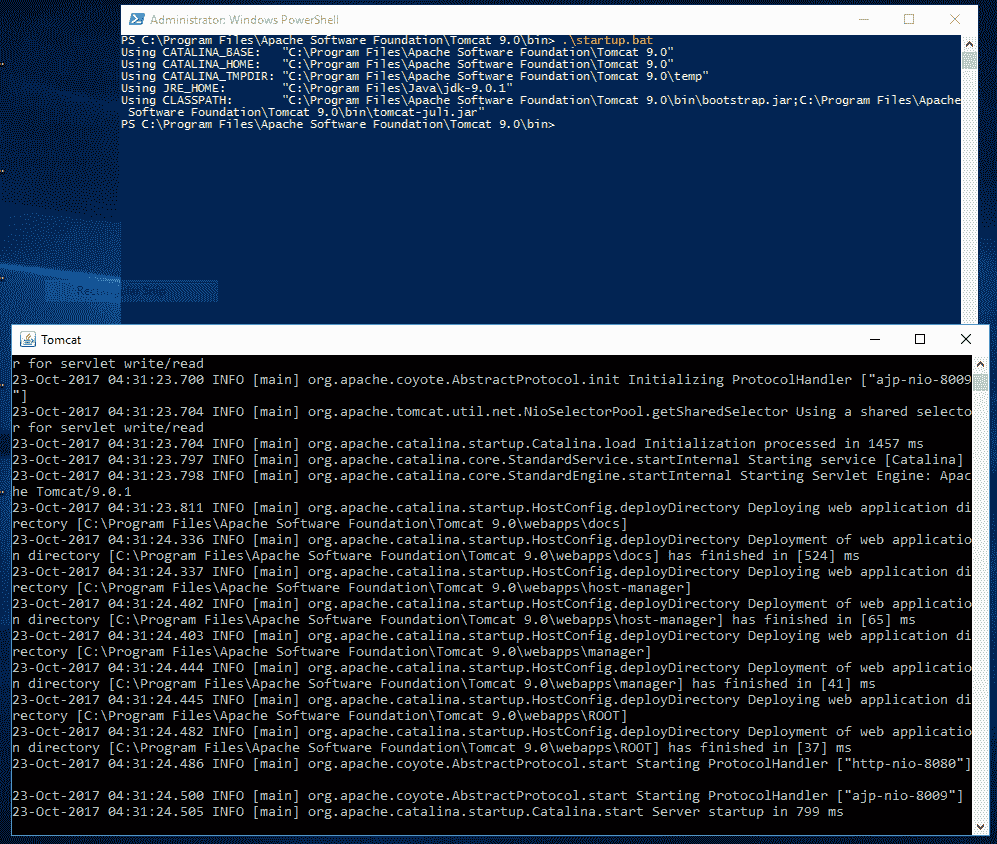 Administrator: Windows PowerShell
PS C:\Program Files\Apache Software Foundation\Tomcat 9.0\bin> .\startup.bat
Using CATALINA_BASE:   "C:\Program Files\Apache Software Foundation\Tomcat 9.0"
Using CATALINA_HOME:   "C:\Program Files\Apache Software Foundation\Tomcat 9.0"
Using CATALINA_TMPDIR: "C:\Program Files\Apache Software Foundation\Tomcat 9.0\temp"
Using JRE_HOME:        "C:\Program Files\Java\jdk-9.0.1"
Using CLASSPATH:       "C:\Program Files\Apache Software Foundation\Tomcat 9.0\bin\bootstrap.jar;C:\Program Files\Apache
 Software Foundation\Tomcat 9.0\bin\tomcat-juli.jar"
PS C:\Program Files\Apache Software Foundation\Tomcat 9.0\bin>
Tomcat
r for servlet write/read
23-Oct-2017 04:31:23.700 INFO [main] org.apache.coyote.AbstractProtocol.init Initializing ProtocolHandler ["ajp-nio-8009
"]
23-Oct-2017 04:31:23.704 INFO [main] org.apache.tomcat.util.net.NioSelectorPool.getSharedSelector Using a shared selecto
r for servlet write/read
23-Oct-2017 04:31:23.704 INFO [main] org.apache.catalina.startup.Catalina.load Initialization processed in 1457 ms
23-Oct-2017 04:31:23.797 INFO [main] org.apache.catalina.core.StandardService.startInternal Starting service [Catalina]
23-Oct-2017 04:31:23.798 INFO [main] org.apache.catalina.core.StandardEngine.startInternal Starting Servlet Engine: Apac
he Tomcat/9.0.1
23-Oct-2017 04:31:23.811 INFO [main] org.apache.catalina.startup.HostConfig.deployDirectory Deploying web application di
rectory [C:\Program Files\Apache Software Foundation\Tomcat 9.0\webapps\docs]
23-Oct-2017 04:31:24.336 INFO [main] org.apache.catalina.startup.HostConfig.deployDirectory Deployment of web applicatio
n directory [C:\Program Files\Apache Software Foundation\Tomcat 9.0\webapps\docs] has finished in [524] ms
23-Oct-2017 04:31:24.337 INFO [main] org.apache.catalina.startup.HostConfig.deployDirectory Deploying web application di
rectory [C:\Program Files\Apache Software Foundation\Tomcat 9.0\webapps\host-manager]
23-Oct-2017 04:31:24.402 INFO [main] org.apache.catalina.startup.HostConfig.deployDirectory Deployment of web applicatio
n directory [C:\Program Files\Apache Software Foundation\Tomcat 9.0\webapps\host-manager] has finished in [65] ms
23-Oct-2017 04:31:24.403 INFO [main] org.apache.catalina.startup.HostConfig.deployDirectory Deploying web application di
rectory [C:\Program Files\Apache Software Foundation\Tomcat 9.0\webapps\manager]
23-Oct-2017 04:31:24.444 INFO [main] org.apache.catalina.startup.HostConfig.deployDirectory Deployment of web applicatio
n directory [C:\Program Files\Apache Software Foundation\Tomcat 9.0\webapps\manager] has finished in [41] ms
23-Oct-2017 04:31:24.445 INFO [main] org.apache.catalina.startup.HostConfig.deployDirectory Deploying web application di
rectory [C:\Program Files\Apache Software Foundation\Tomcat 9.0\webapps\ROOT]
23-Oct-2017 04:31:24.482 INFO [main] org.apache.catalina.startup.HostConfig.deployDirectory Deployment of web applicatio
n directory [C:\Program Files\Apache Software Foundation\Tomcat 9.0\webapps\ROOT] has finished in [37] ms
23-Oct-2017 04:31:24.486 INFO [main] org.apache.coyote.AbstractProtocol.start Starting ProtocolHandler ["http-nio-8080"]
23-Oct-2017 04:31:24.500 INFO [main] org.apache.coyote.AbstractProtocol.start Starting ProtocolHandler ["ajp-nio-8009"]
23-Oct-2017 04:31:24.505 INFO [main] org.apache.catalina.startup.Catalina.start Server startup in 799 ms